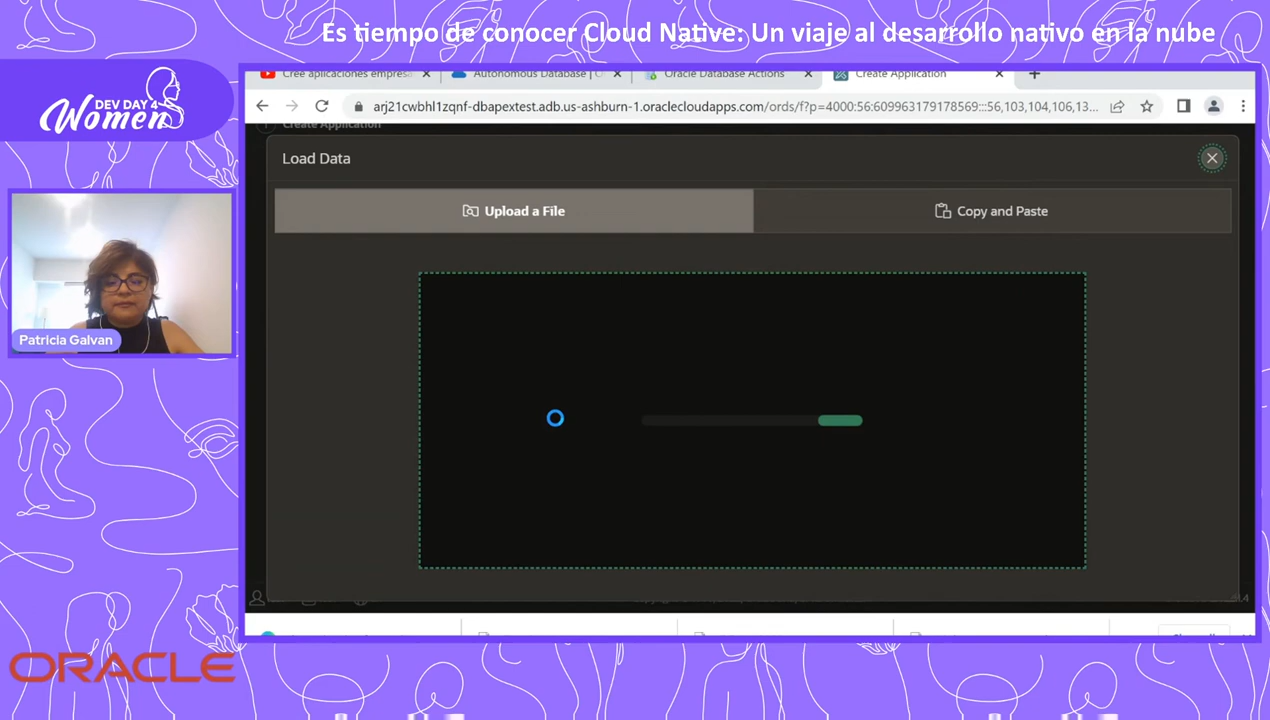 Es tiempo de conocer Cloud Native: Un viaje al desarrollo nativo en la nube
DEV DAY 4
Women
Cree aplicaciones empres
Autonomous Database |
Oracle Database Actions
Create Application
arj21cwbhl1zqnf-dbapextest.adb.us-ashburn-1.oraclecloudapps.com/ords/f?p=4000:56:609963179178569:::56,103,104,106,13...
Create Application
Load Data
Upload a File
Copy and Paste
Patricia Galvan
ORACLE